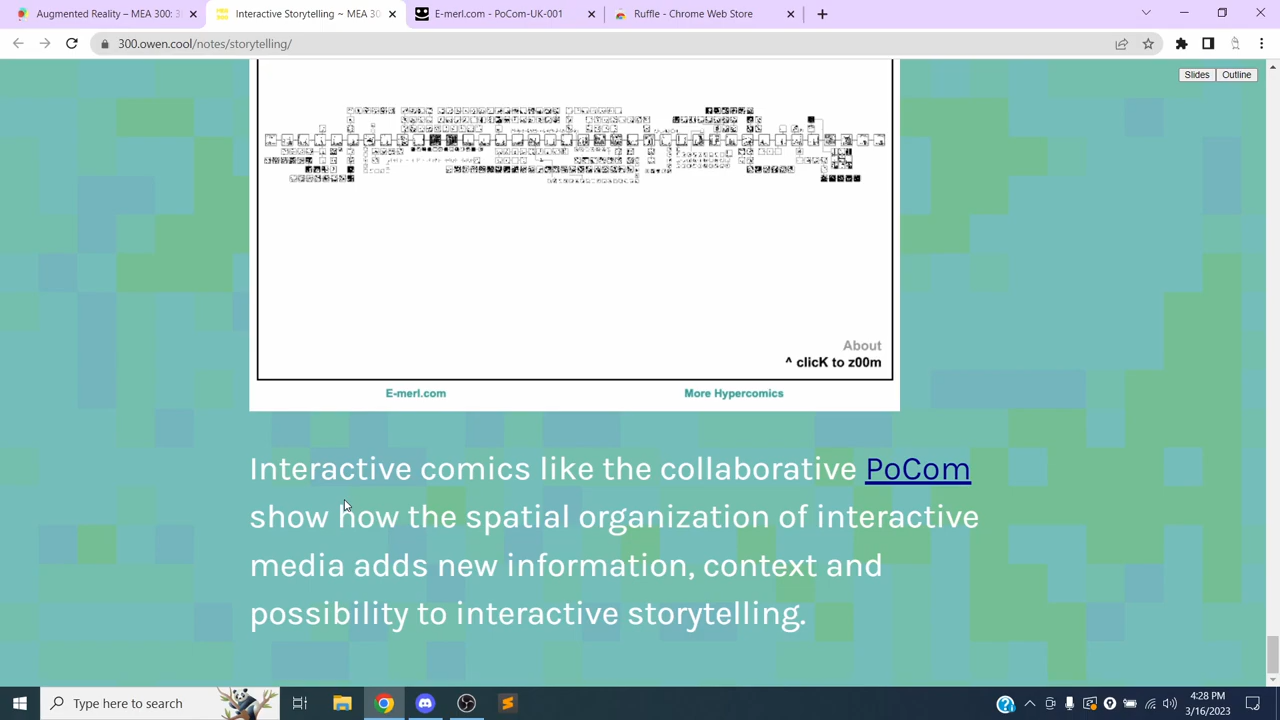 Augmented Reality ~ MEA 300: 3
Interactive Storytelling ~ MEA 30
E-merl.com - PoCom-UK-001
Ruffle - Chrome Web Store
300.owen.cool/notes/storytelling/
Slides
Outline
About
^ clicK to z00m
E-merl.com
More Hypercomics
Interactive comics like the collaborative PoCom
show how the spatial organization of interactive
media adds new information, context and
possibility to interactive storytelling.
Type here to search
4:28 PM
3/16/2023